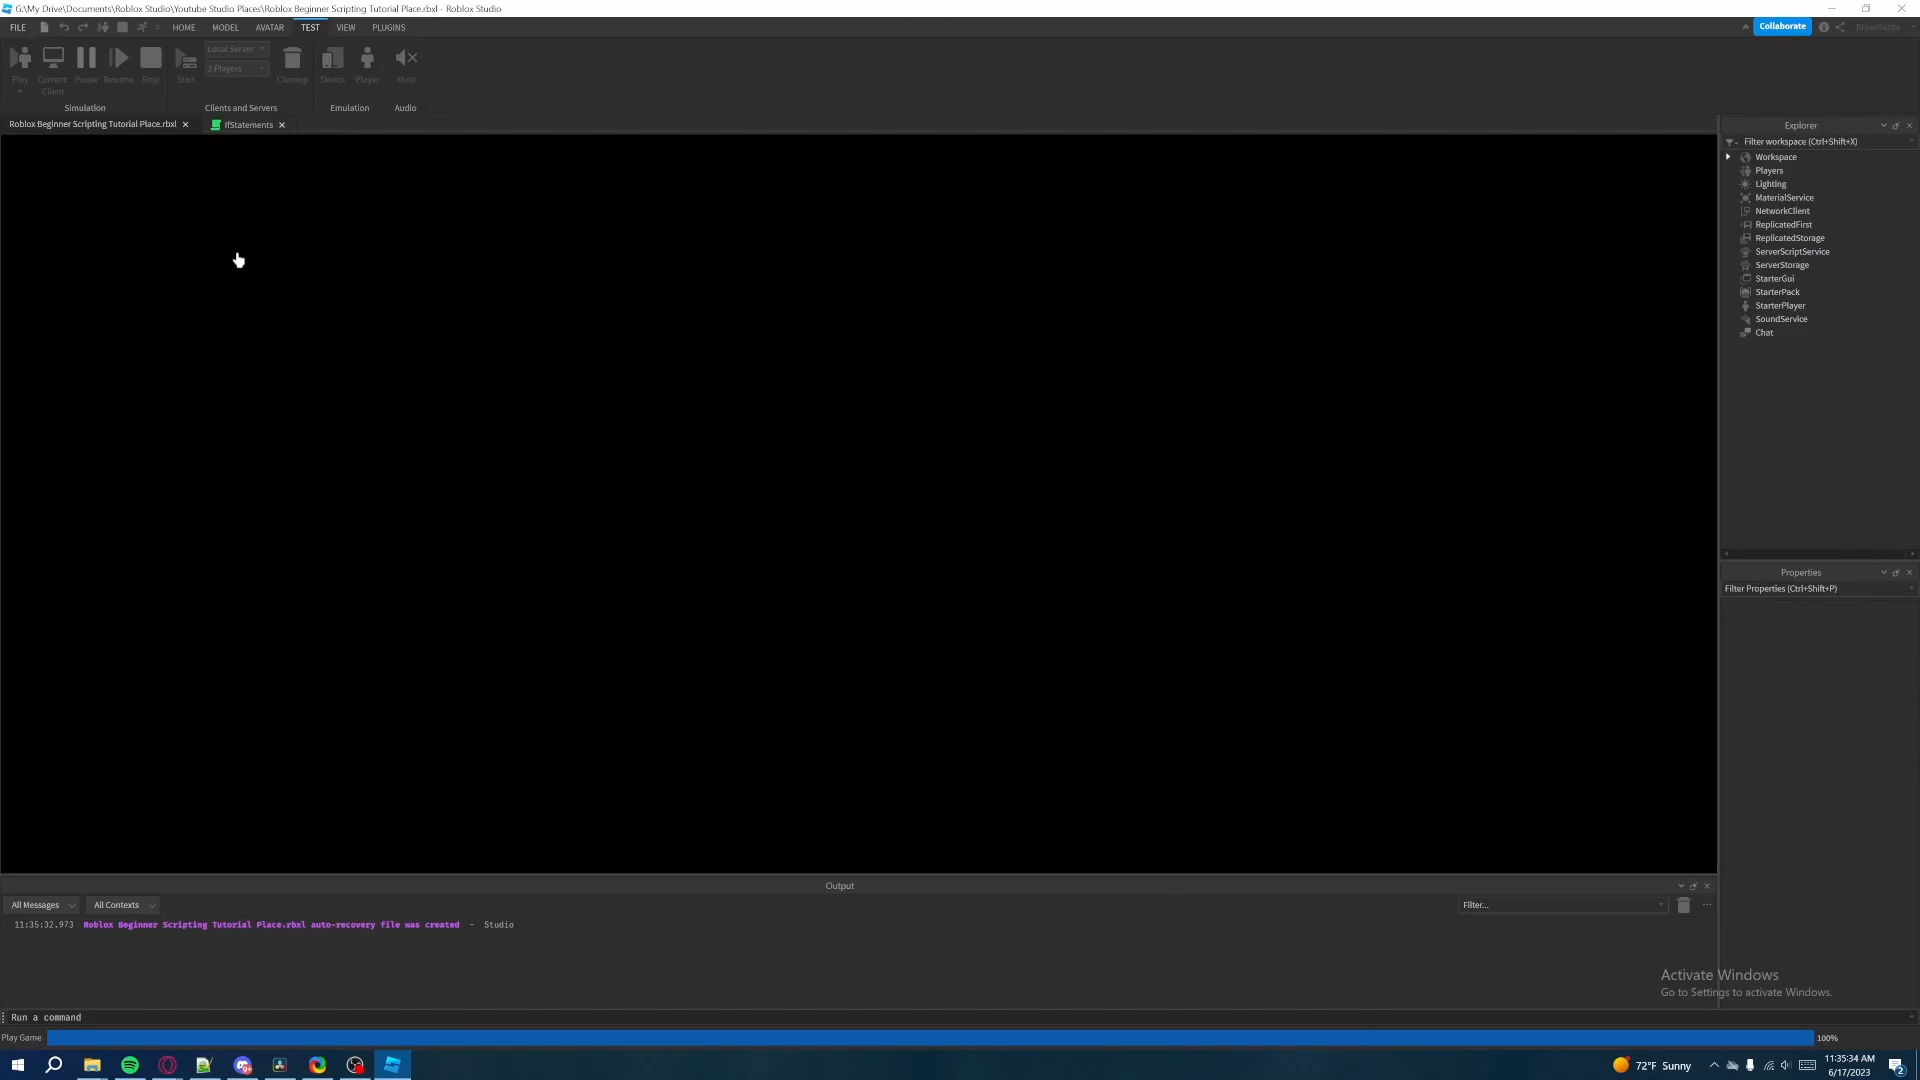 G:\My Drive\Documents\Roblox Studio\Youtube Studio Places\Roblox Beginner Scripting Tutorial Place.rbxl - Roblox Studio
FILE HOME MODEL AVATAR TEST VIEW PLUGINS Collaborate
Local Server
2 Players
Play Current: Pause Resume Stop Start Cleanup Device Player Mute
Client
Simulation Clients and Servers Emulation Audio
Roblox Beginner Scripting Tutorial Place.rbxl IfStatements
Explorer
Filter workspace (Ctrl+Shift+X)
Workspace
Players
Lighting
MaterialService
NetworkClient
ReplicatedFirst
ReplicatedStorage
ServerScriptService
ServerStorage
StarterGui
StarterPack
StarterPlayer
SoundService
Chat
Properties
Filter Properties (Ctrl+Shift+P)
Output
All Messages All Contexts Filter...
11:35:32.973 Roblox Beginner Scripting Tutorial Place.rbxl auto-recovery file was created - Studio
Activate Windows
Go to Settings to activate Windows.
Run a command
Play Game 100%
72°F Sunny
11:35:34 AM
6/17/2023
2